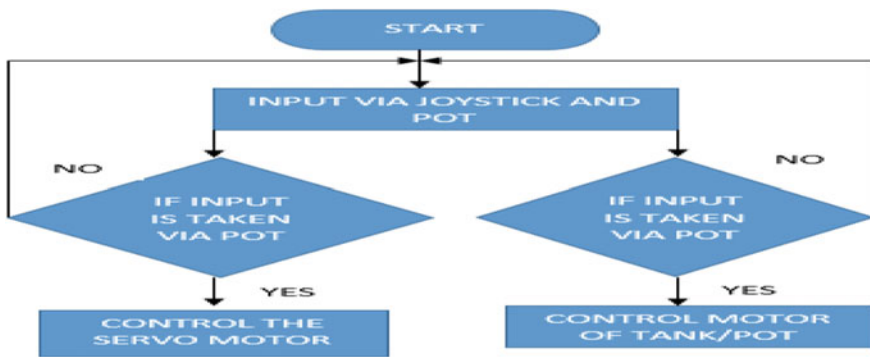 START
INPUT VIA JOYSTICK AND
POT
NO
NO
IF INPUT
IS TAKEN
VIA POT
IF INPUT
IS TAKEN
VIA POT
YES
YES
CONTROL THE
SERVO MOTOR
CONTROL MOTOR
OF TANK/POT